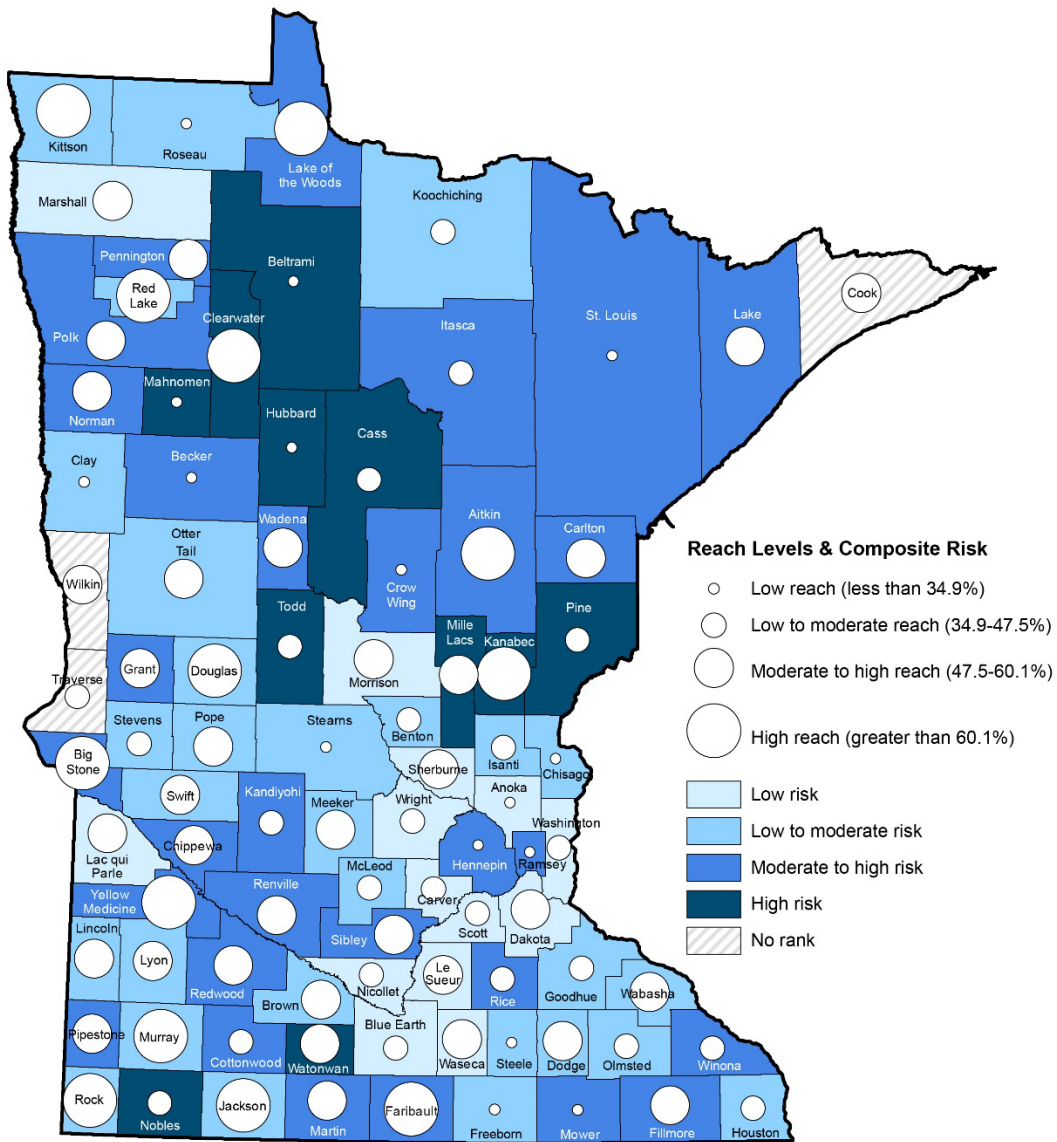 Kittson
Roseau
Lake of
the Woods
Marshall
Koochiching
Pennington
Beltrami
Red
Lake
Cook
Clearwater
Polk
Itasca
St. Louis
Lake
Mahnomen
Norman
Hubbard
Cass
Clay
Becker
Otter
Tail
Wadena
Aitkin
Carlton
Wilkin
Crow
Wing
Todd
Mille
Lacs
Kanabec
Pine
Grant
Douglas
Morrison
Traverse
Stevens
Pope
Stearns
Benton
Isanti
Chisago
Big
Stone
Swift
Sherburne
Anoka
Kandiyohi
Meeker
Wright
Washington
Lac qui
Parle
Chippewa
Hennepin
Ramsey
McLeod
Carver
Yellow
Medicine
Renville
Scott
Dakota
Lincoln
Lyon
Sibley
Redwood
Nicollet
Le
Sueur
Rice
Goodhue
Wabasha
Brown
Pipestone
Murray
Cottonwood
Watonwan
Blue Earth
Waseca
Steele
Dodge
Olmsted
Winona
Rock
Nobles
Jackson
Martin
Faribault
Freeborn
Mower
Fillmore
Houston
Reach Levels & Composite Risk
Low reach (less than 34.9%)
Low to moderate reach (34.9-47.5%)
Moderate to high reach (47.5-60.1%)
High reach (greater than 60.1%)
Low risk
Low to moderate risk
Moderate to high risk
High risk
No rank